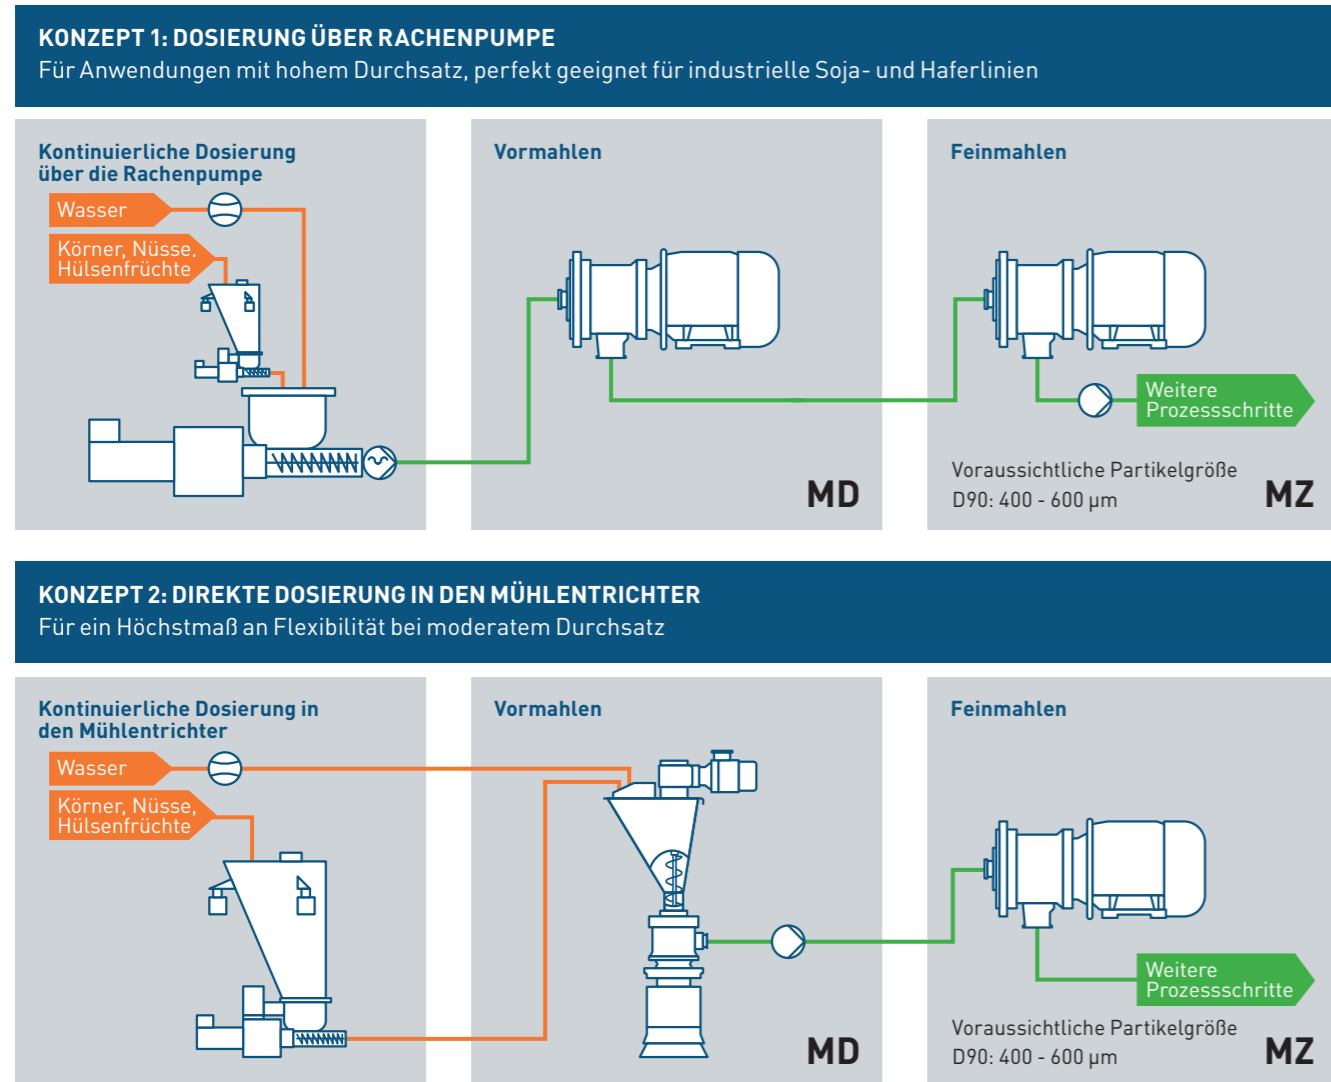 KONZEPT 1: DOSIERUNG ÜBER RACHENPUMPE
Für Anwendungen mit hohem Durchsatz, perfekt geeignet für industrielle Soja- und Haferlinien
Kontinuierliche Dosierung
über die Rachenpumpe
Wasser
Körner, Nüsse,
Hülsenfrüchte
Vormahlen
MD
Feinmahlen
Weitere
Prozessschritte
Voraussichtliche Partikelgröße
D90: 400 - 600 µm
MZ
KONZEPT 2: DIREKTE DOSIERUNG IN DEN MÜHLENTRICHTER
Für ein Höchstmaß an Flexibilität bei moderatem Durchsatz
Kontinuierliche Dosierung in
den Mühlentrichter
Wasser
Körner, Nüsse,
Hülsenfrüchte
Vormahlen
MD
Feinmahlen
Weitere
Prozessschritte
Voraussichtliche Partikelgröße
D90: 400 - 600 µm
MZ